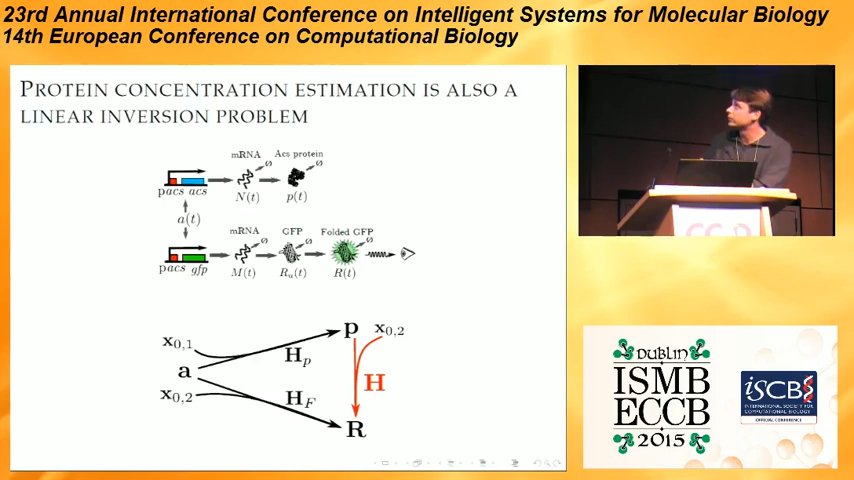 23rd Annual International Conference on Intelligent Systems for Molecular Biology
14th European Conference on Computational Biology
PROTEIN CONCENTRATION ESTIMATION IS ALSO A
LINEAR INVERSION PROBLEM
mRNA Acs protein
pacs acs N(t) p(t)
a(t)
mRNA GFP Folded GFP
pacs gfp M(t) Rᵤ(t) R(t)
x₀,₁ p x₀,₂
H_p
a H
x₀,₂ H_F
R
DUBLIN
ISMB
ECCB
2015
iSCB
INTERNATIONAL SOCIETY FOR
COMPUTATIONAL BIOLOGY
OFFICIAL CONFERENCE